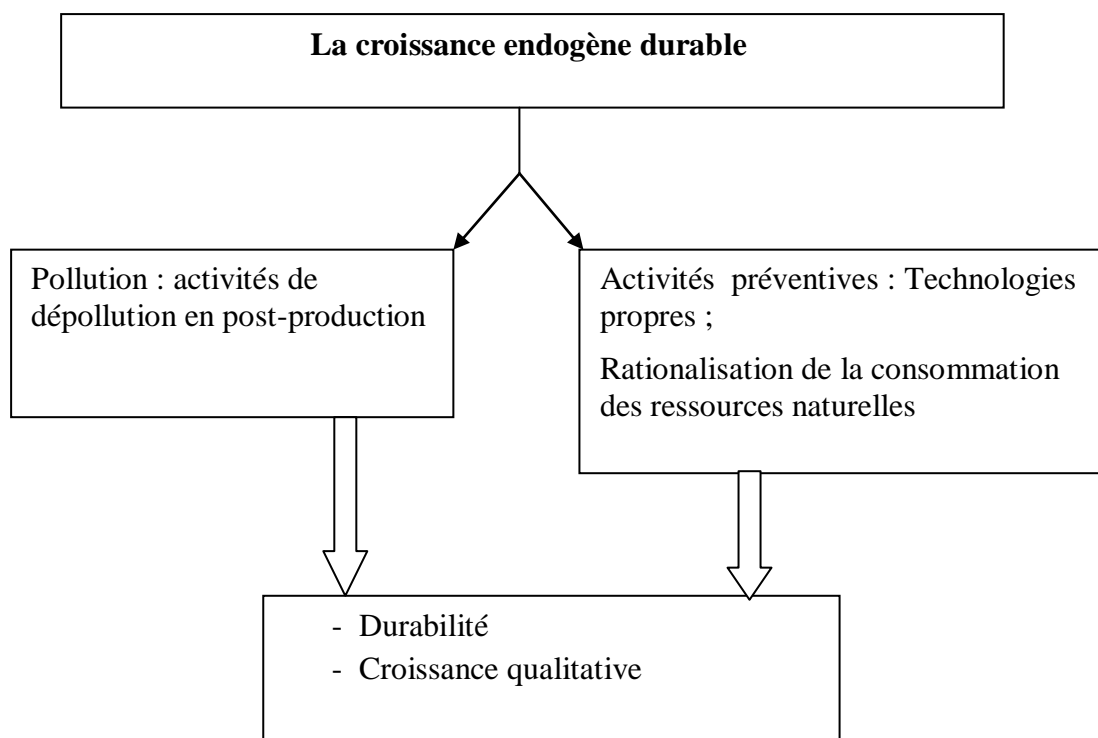 La croissance endogène durable
Pollution : activités de
dépollution en post-production
Activités préventives : Technologies
propres ;
Rationalisation de la consommation
des ressources naturelles
- Durabilité
- Croissance qualitative